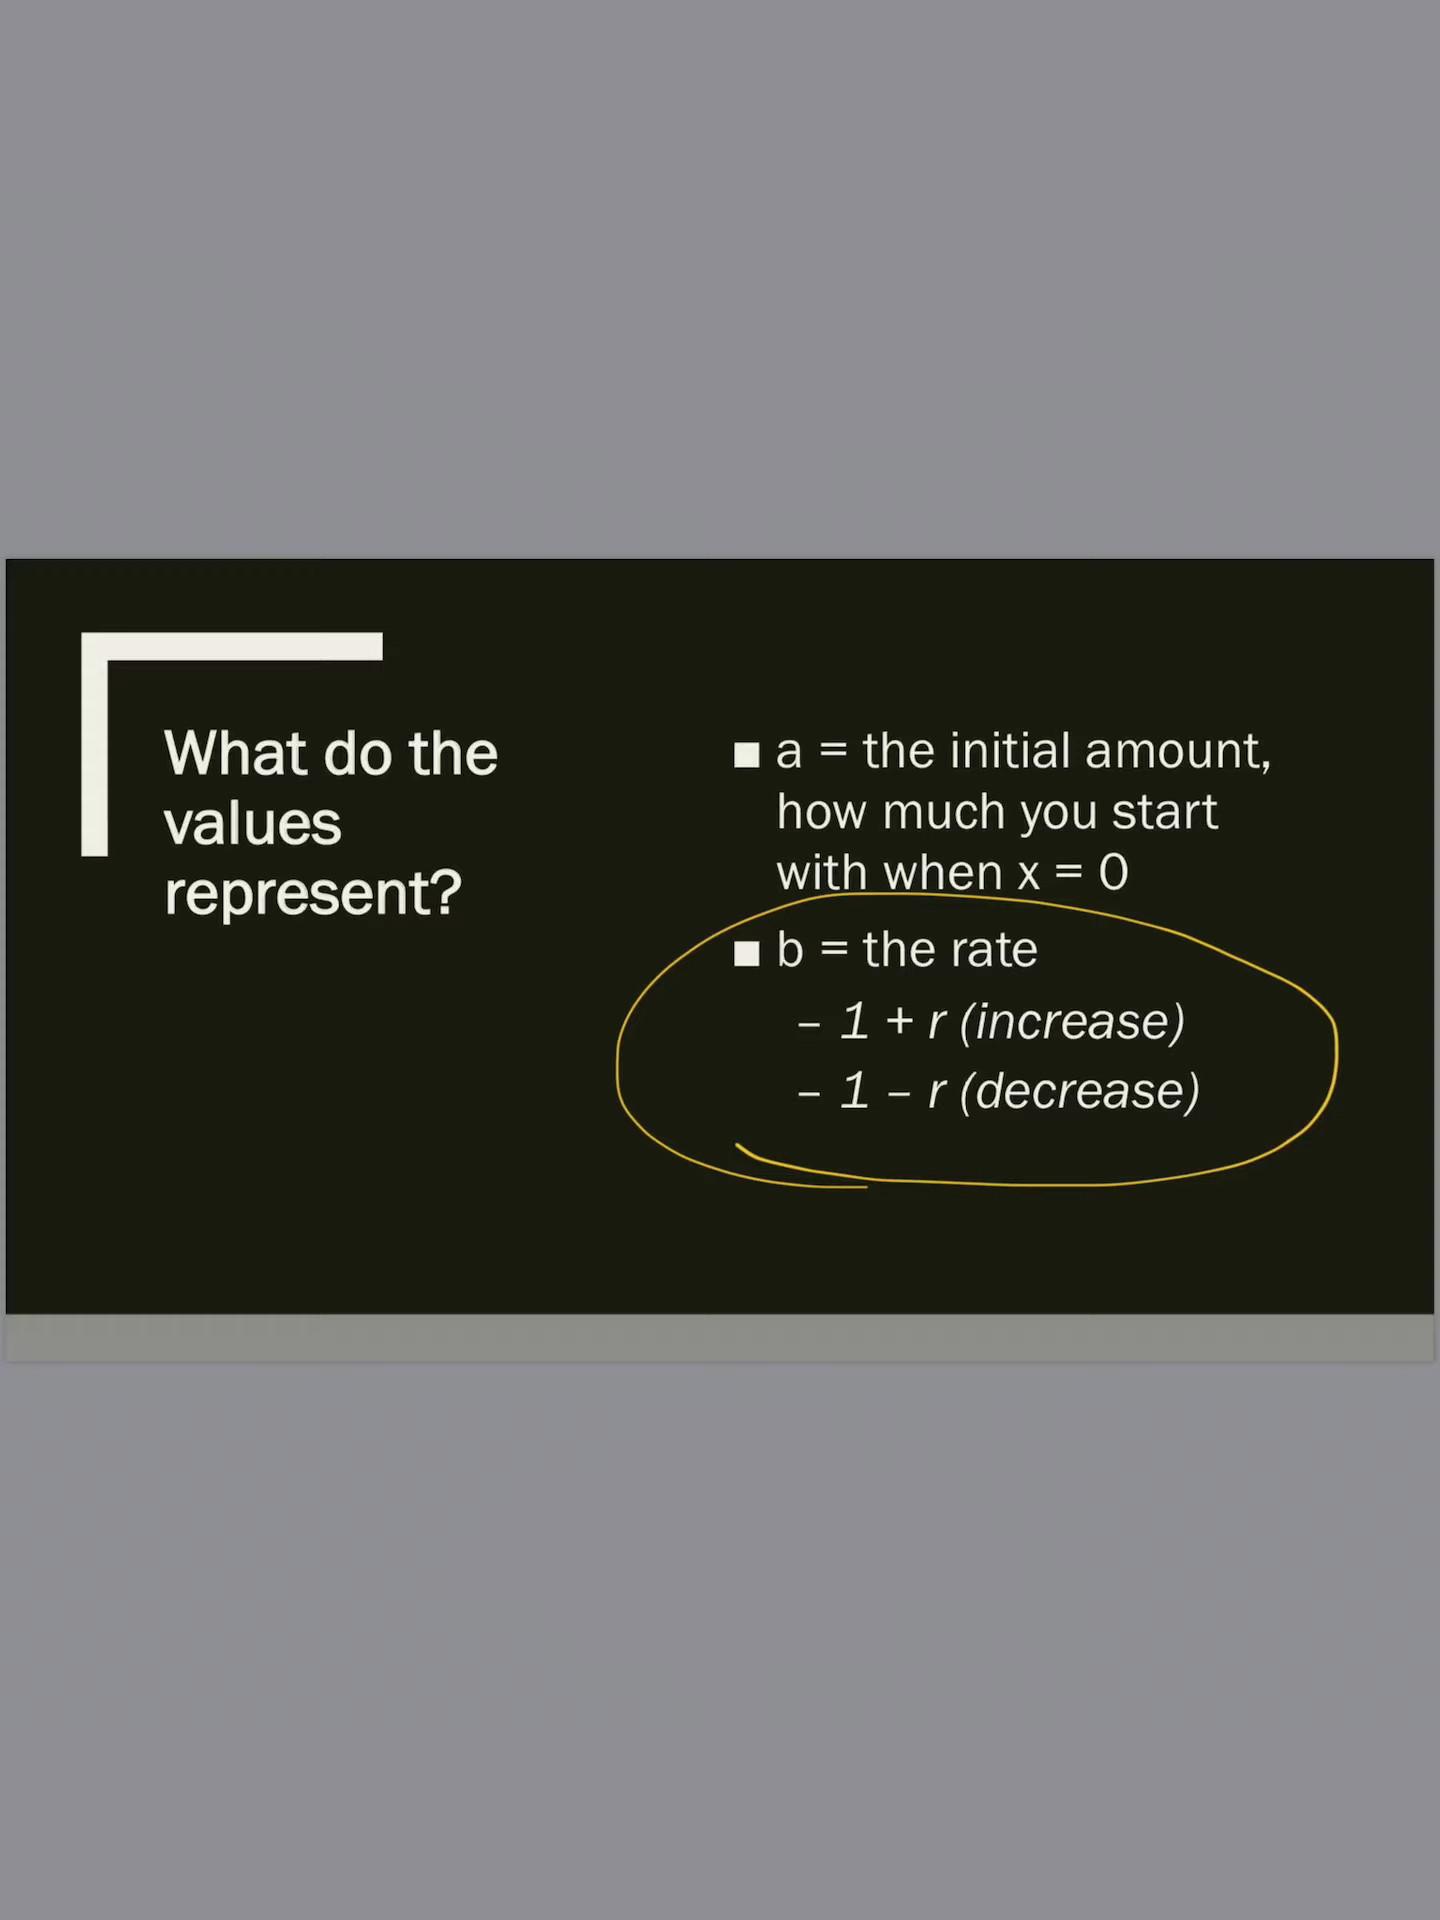 What do the
values
represent?
■ a = the initial amount,
how much you start
with when x = 0
■ b = the rate
– 1 + r (increase)
– 1 – r (decrease)